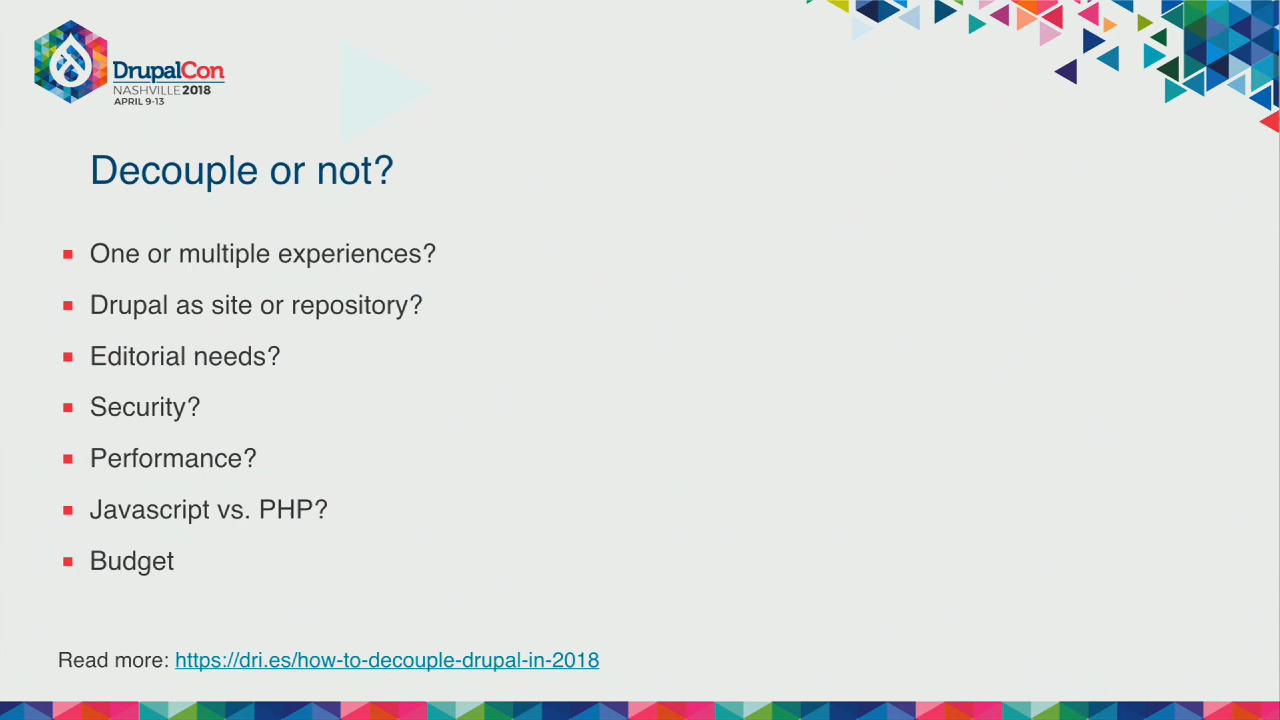 DrupalCon
NASHVILLE 2018
APRIL 9-13
Decouple or not?
One or multiple experiences?
Drupal as site or repository?
Editorial needs?
Security?
Performance?
Javascript vs. PHP?
Budget
Read more: https://dri.es/how-to-decouple-drupal-in-2018